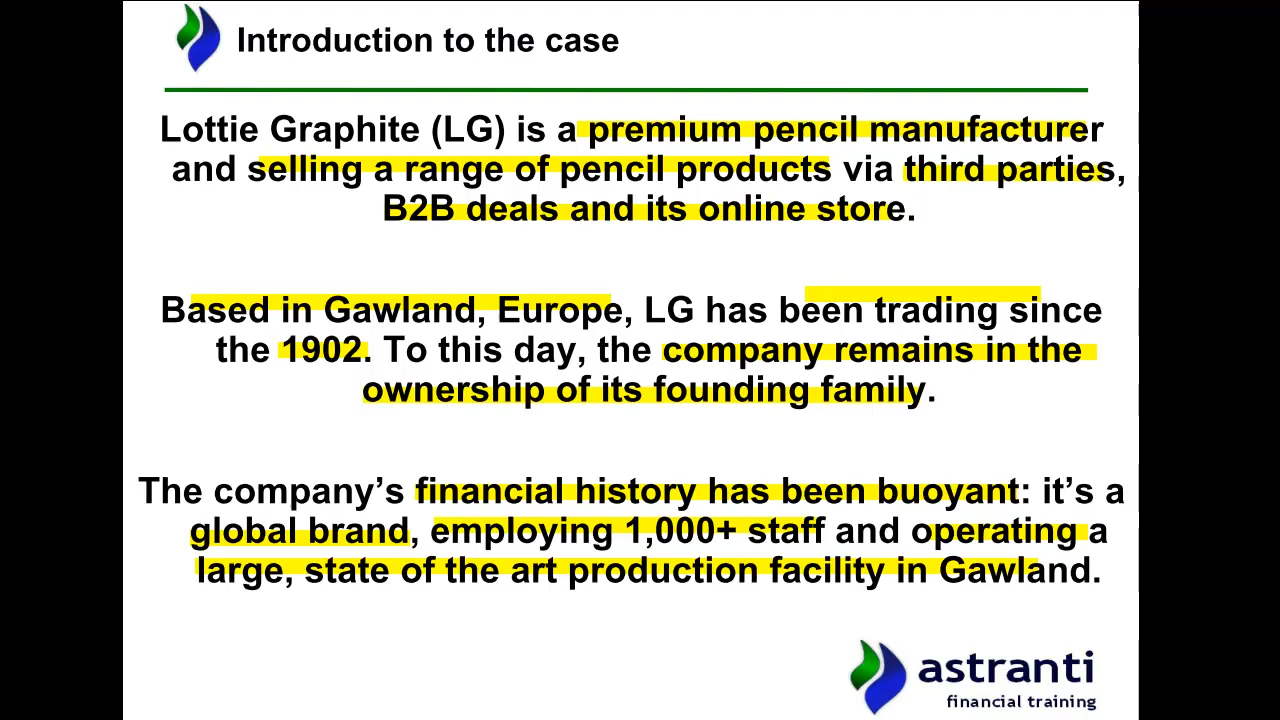 Introduction to the case
Lottie Graphite (LG) is a premium pencil manufacturer
and selling a range of pencil products via third parties,
B2B deals and its online store.
Based in Gawland, Europe, LG has been trading since
the 1902. To this day, the company remains in the
ownership of its founding family.
The company’s financial history has been buoyant: it’s a
global brand, employing 1,000+ staff and operating a
large, state of the art production facility in Gawland.
astranti
financial training